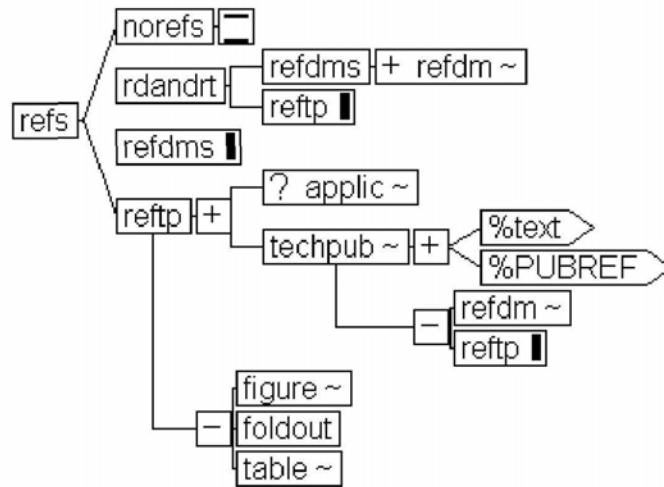 norefs
refdms + refdm ~
rdandrt
reftp
refs
refdms
? applic ~
reftp +
techpub ~ +
%text
%PUBREF
refdm ~
−
reftp
figure ~
− foldout
table ~